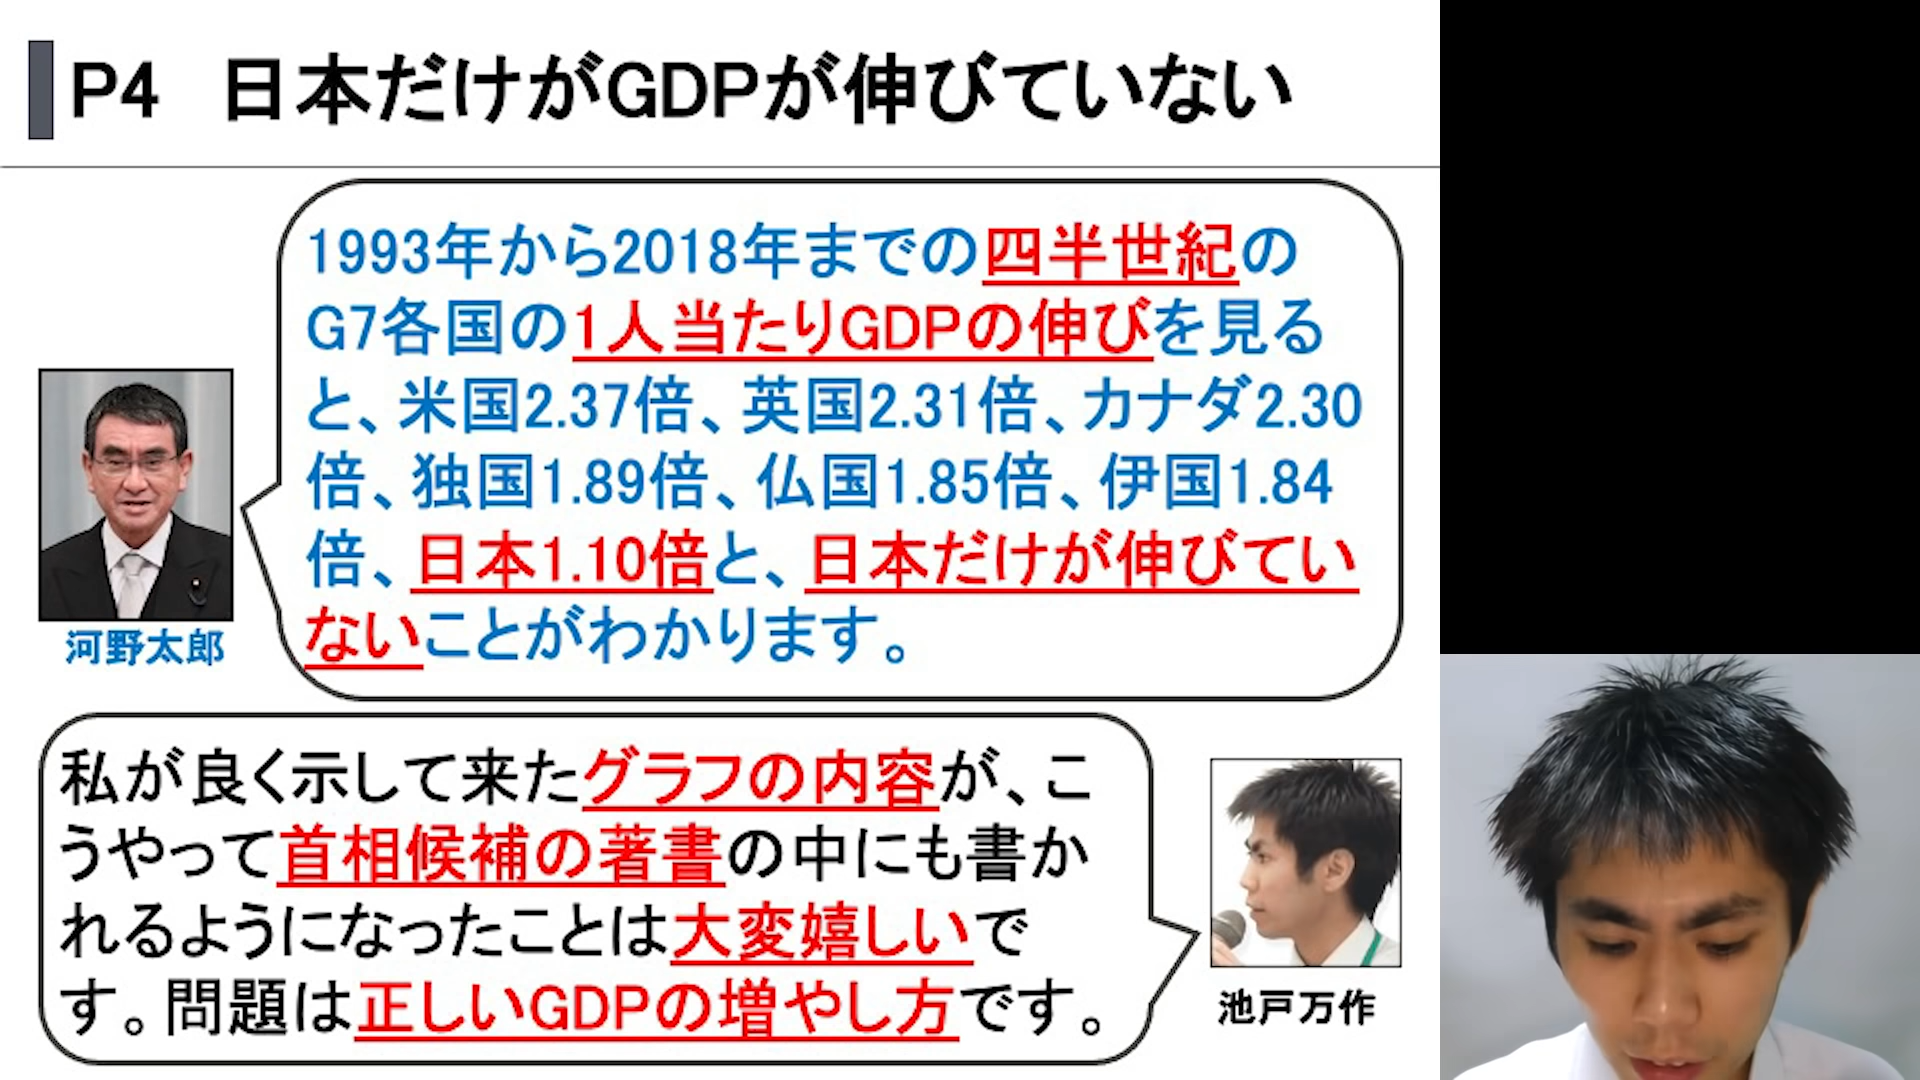 P4　日本だけがGDPが伸びていない
1993年から2018年までの四半世紀の
G7各国の1人当たりGDPの伸びを見る
と、米国2.37倍、英国2.31倍、カナダ2.30
倍、独国1.89倍、仏国1.85倍、伊国1.84
倍、日本1.10倍と、日本だけが伸びてい
ないことがわかります。
河野太郎
私が良く示して来たグラフの内容が、こ
うやって首相候補の著書の中にも書か
れるようになったことは大変嬉しいで
す。問題は正しいGDPの増やし方です。
池戸万作